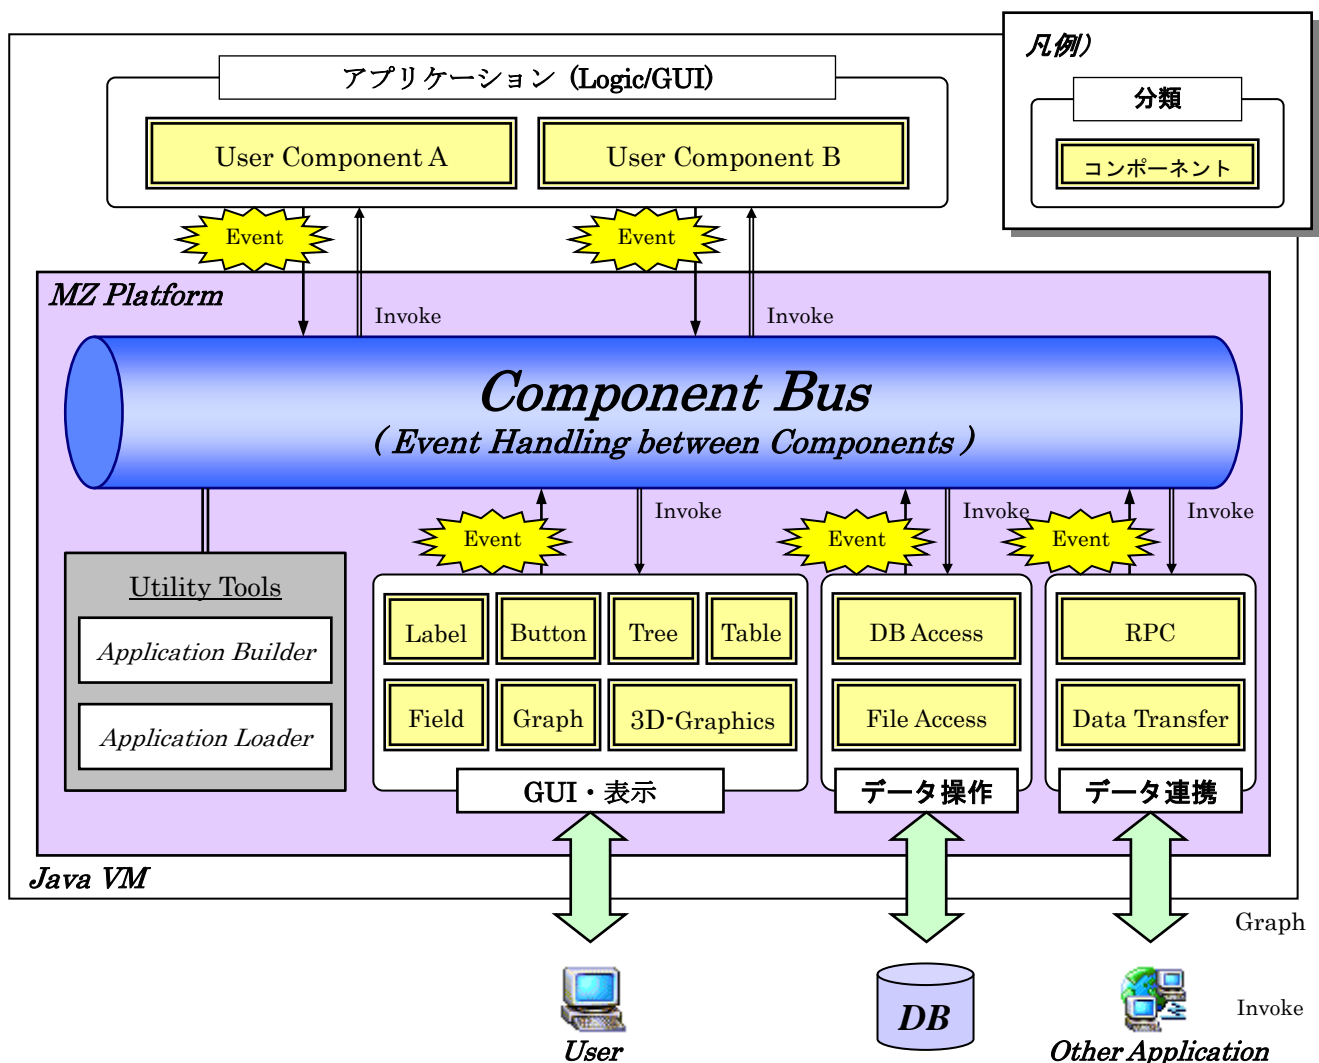 凡例）
分類
コンポーネント
アプリケーション (Logic/GUI)
User Component A
User Component B
Event
Event
MZ Platform
Invoke
Invoke
Component Bus
( Event Handling between Components )
Invoke
Invoke
Invoke
Event
Event
Event
Utility Tools
Application Builder
Application Loader
Label
Button
Tree
Table
Field
Graph
3D-Graphics
GUI・表示
DB Access
File Access
データ操作
RPC
Data Transfer
データ連携
Java VM
Graph
Invoke
User
DB
Other Application